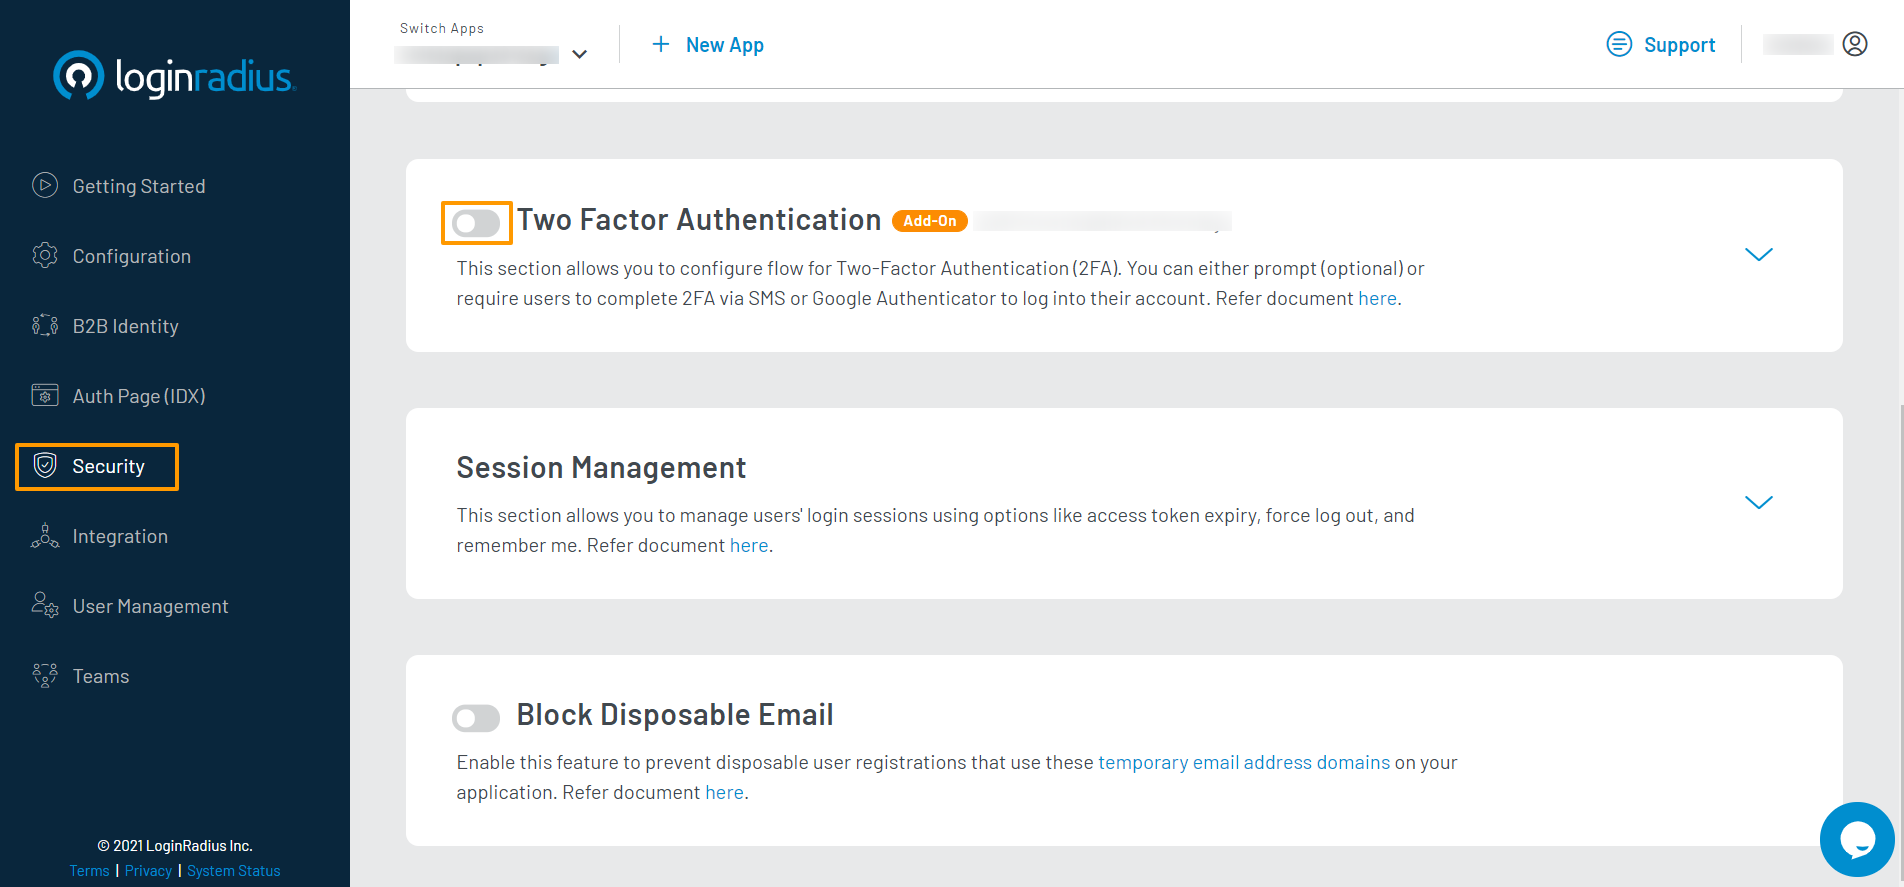 loginradius
Getting Started
Configuration
B2B Identity
Auth Page (IDX)
Security
Integration
User Management
Teams
© 2021 LoginRadius Inc.
Terms | Privacy | System Status
Switch Apps
New App
Support
Two Factor Authentication Add-On
This section allows you to configure flow for Two-Factor Authentication (2FA). You can either prompt (optional) or
require users to complete 2FA via SMS or Google Authenticator to log into their account. Refer document here.
Session Management
This section allows you to manage users' login sessions using options like access token expiry, force log out, and
remember me. Refer document here.
Block Disposable Email
Enable this feature to prevent disposable user registrations that use these temporary email address domains on your
application. Refer document here.